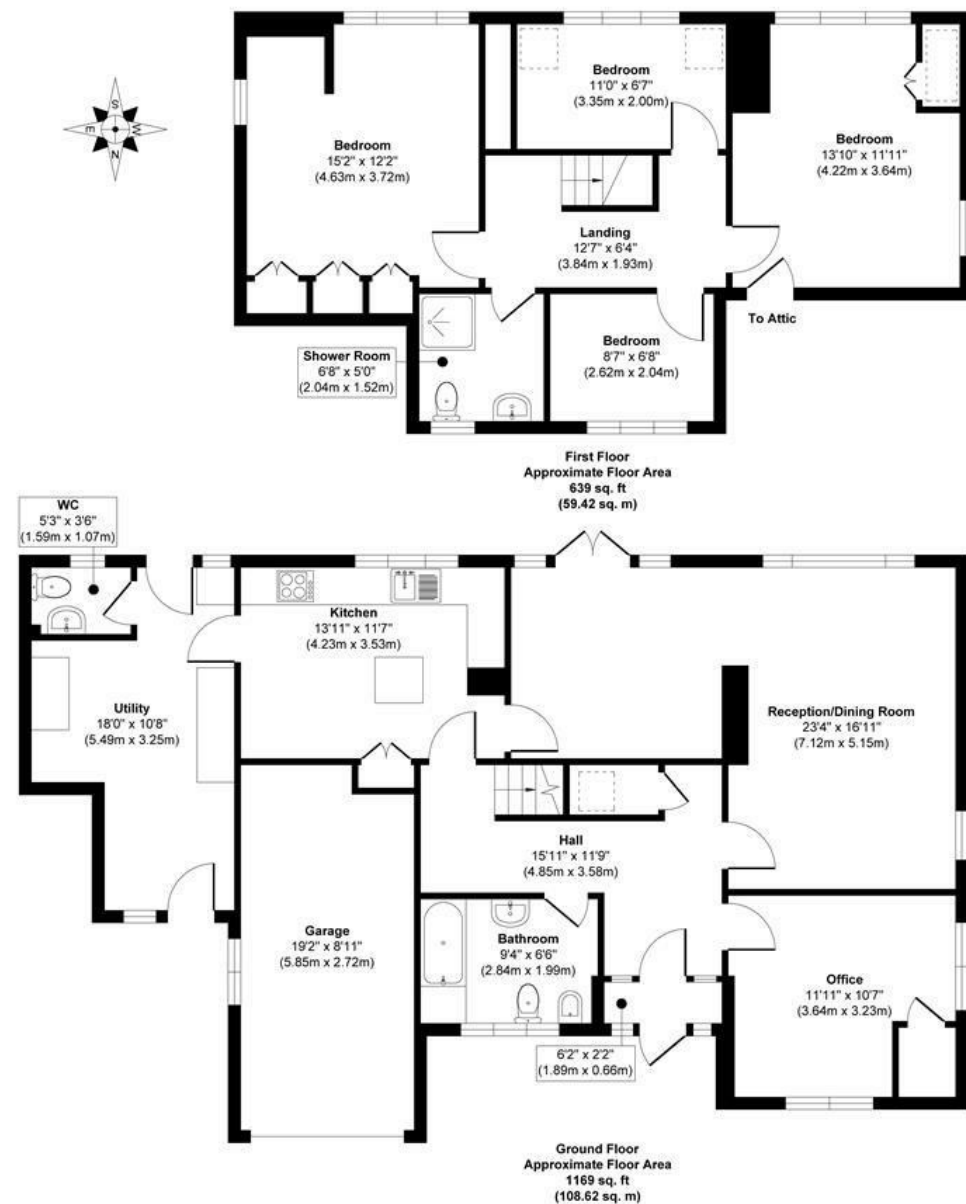 S
E
W
N
Bedroom
15'2" x 12'2"
(4.63m x 3.72m)
Bedroom
11'0" x 6'7"
(3.35m x 2.00m)
Bedroom
13'10" x 11'11"
(4.22m x 3.64m)
Landing
12'7" x 6'4"
(3.84m x 1.93m)
To Attic
Shower Room
6'8" x 5'0"
(2.04m x 1.52m)
Bedroom
8'7" x 6'8"
(2.62m x 2.04m)
First Floor
Approximate Floor Area
639 sq. ft
(59.42 sq. m)
WC
5'3" x 3'6"
(1.59m x 1.07m)
Kitchen
13'11" x 11'7"
(4.23m x 3.53m)
Utility
18'0" x 10'8"
(5.49m x 3.25m)
Reception/Dining Room
23'4" x 16'11"
(7.12m x 5.15m)
Hall
15'11" x 11'9"
(4.85m x 3.58m)
Garage
19'2" x 8'11"
(5.85m x 2.72m)
Bathroom
9'4" x 6'6"
(2.84m x 1.99m)
Office
11'11" x 10'7"
(3.64m x 3.23m)
6'2" x 2'2"
(1.89m x 0.66m)
Ground Floor
Approximate Floor Area
1169 sq. ft
(108.62 sq. m)